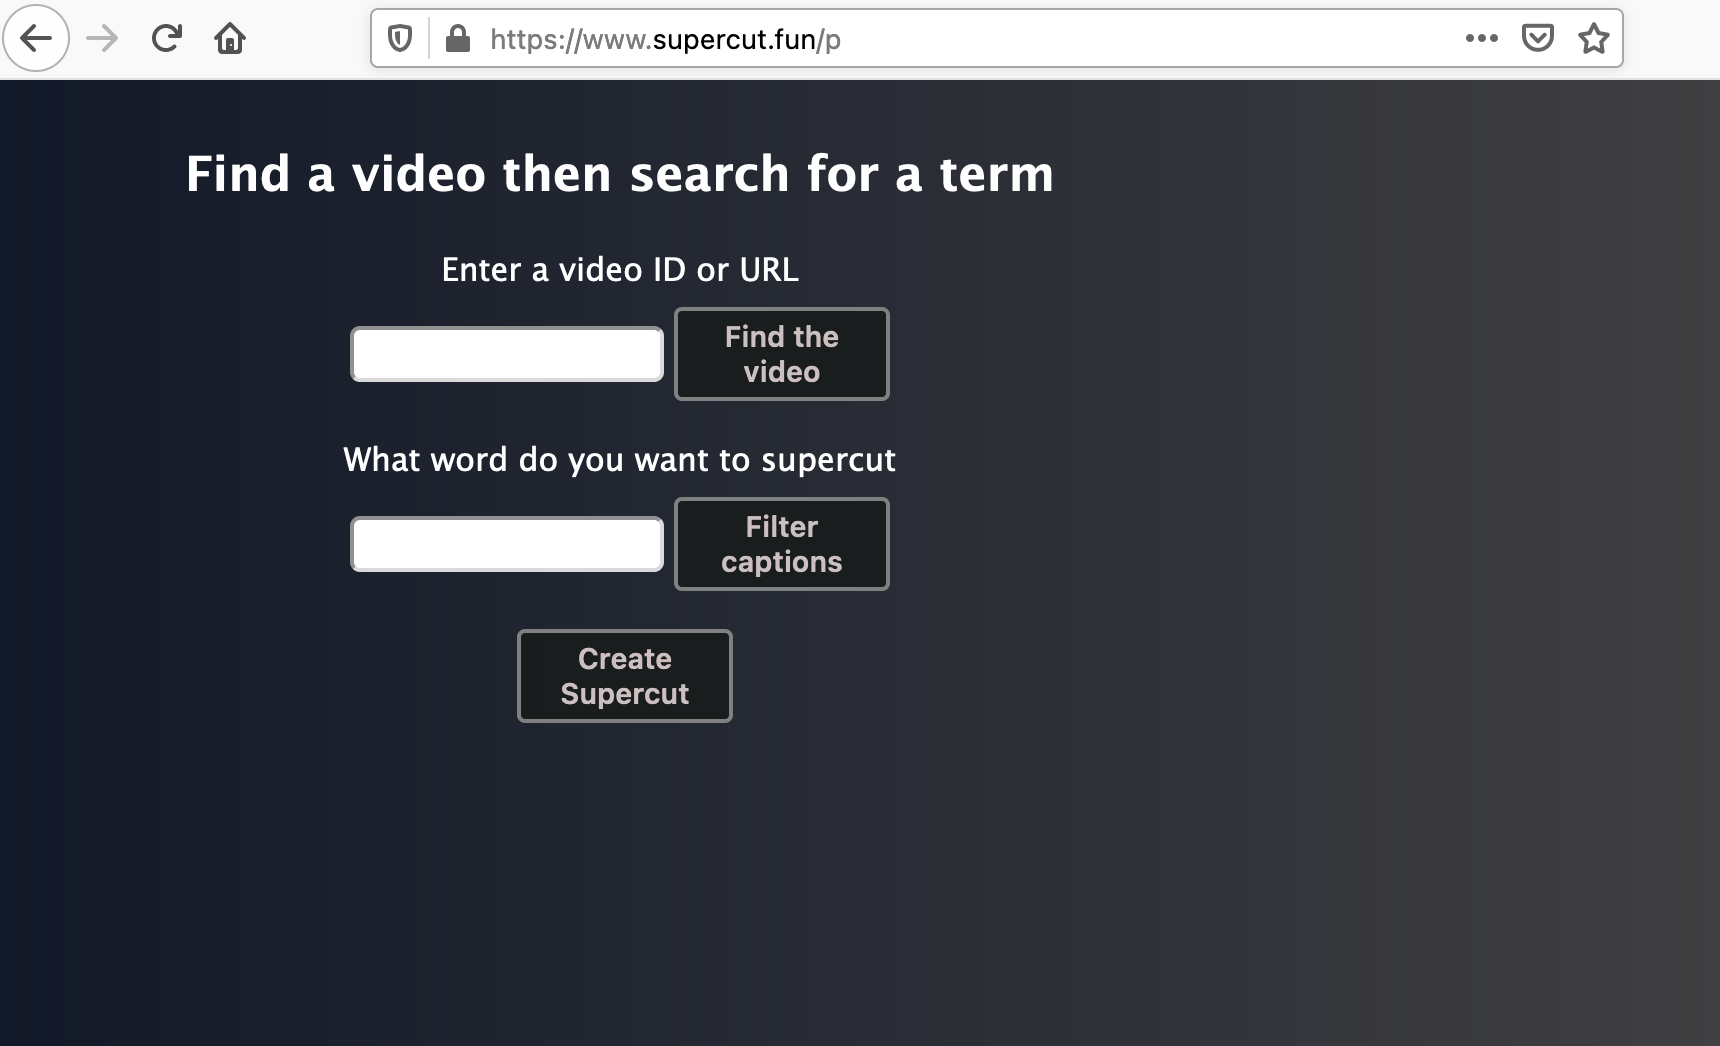 https://www.supercut.fun/p
Find a video then search for a term
Enter a video ID or URL
Find the
video
What word do you want to supercut
Filter
captions
Create
Supercut